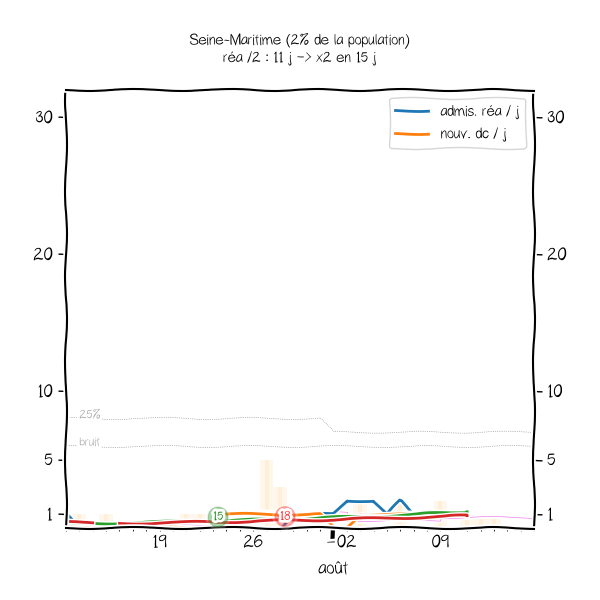 Seine-Maritime (2% de la population)
réa /2 : 11 j -> x2 en 15 j
admis. réa / j
nouv. dc / j
30
30
20
20
10
10
25%
bruit
5
5
1
1
15
18
19
26
02
09
août